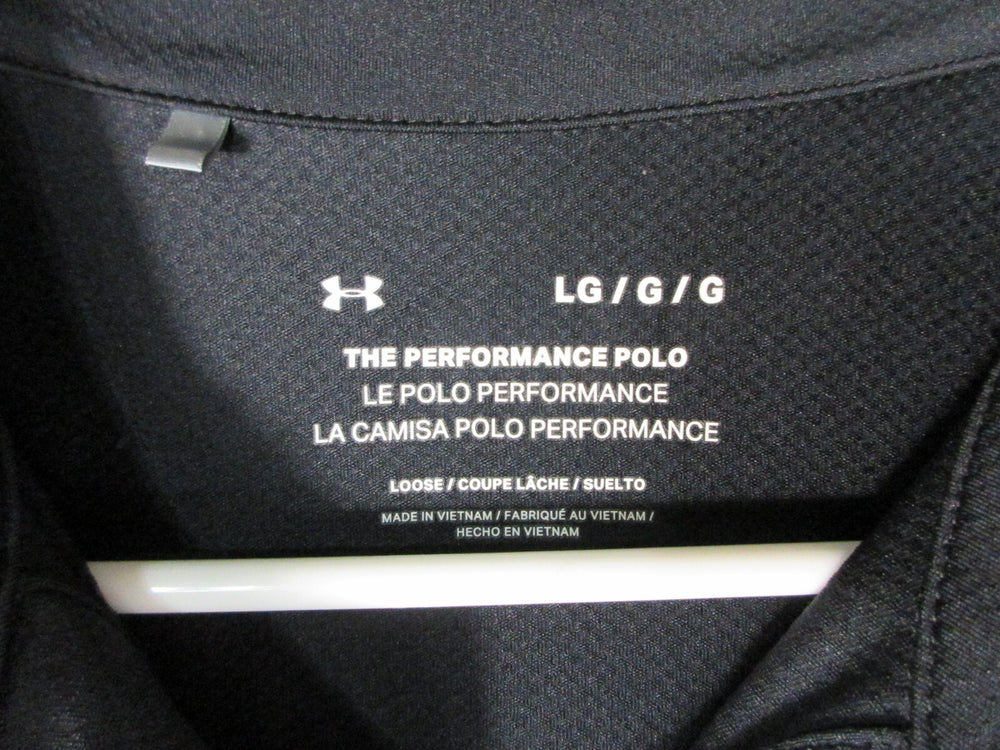 LG / G / G
THE PERFORMANCE POLO
LE POLO PERFORMANCE
LA CAMISA POLO PERFORMANCE
LOOSE / COUPE LÂCHE / SUELTO
MADE IN VIETNAM / FABRIQUÉ AU VIETNAM /
HECHO EN VIETNAM